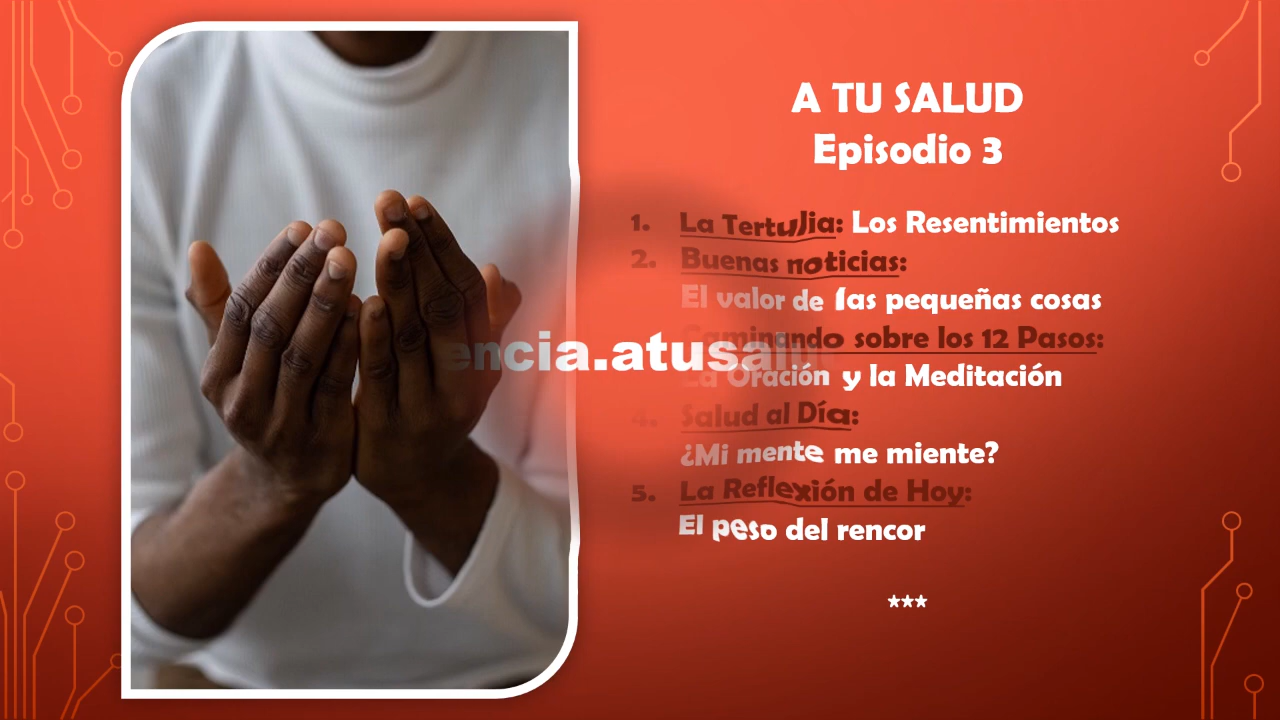 A TU SALUD
Episodio 3
1. La Tertulia: Los Resentimientos
2. Buenas noticias:
El valor de las pequeñas cosas
Caminando sobre los 12 Pasos:
La Oración y la Meditación
4. Salud al Día:
¿Mi mente me miente?
5. La Reflexión de Hoy:
El peso del rencor
***